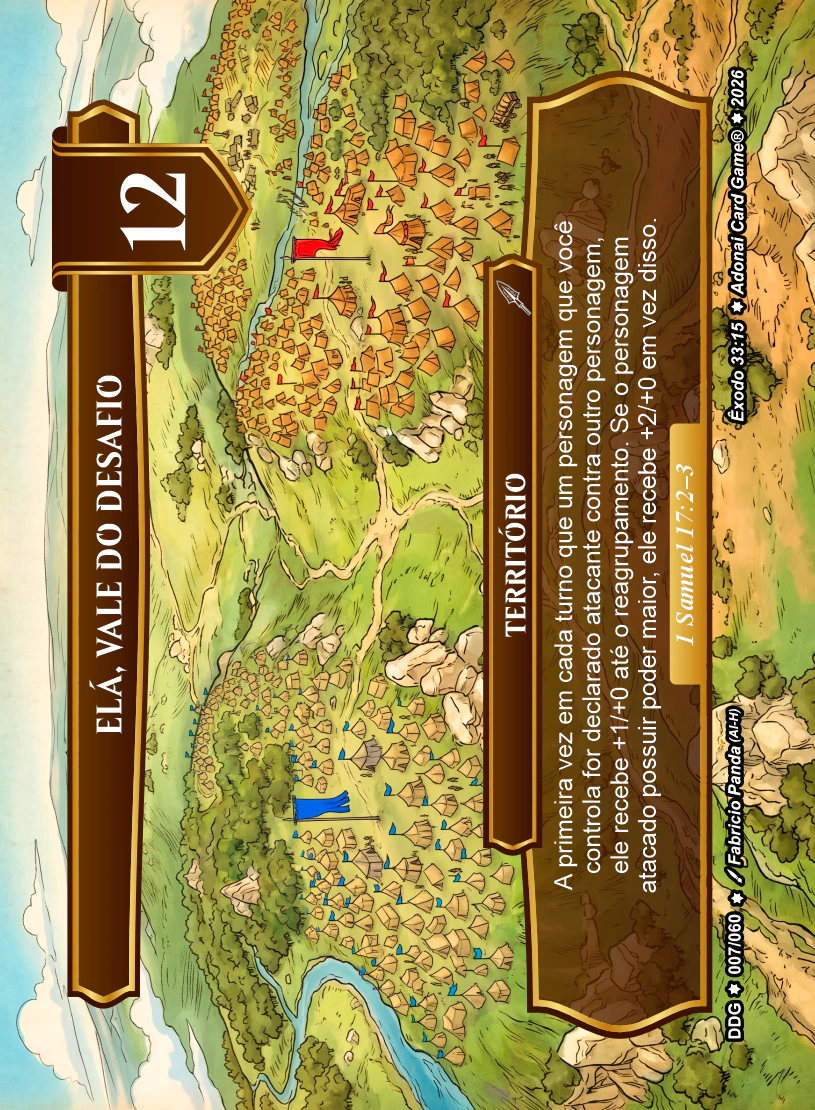 ELÁ, VALE DO DESAFIO
12
TERRITÓRIO
A primeira vez em cada turno que um personagem que você
controla for declarado atacante contra outro personagem,
ele recebe +1/+0 até o reagrupamento. Se o personagem
atacado possuir poder maior, ele recebe +2/+0 em vez disso.
1 Samuel 17:2-3
DDG ★ 007/060 ★ Fabricio Panda (AI-H)
Êxodo 33:15 ★ Adonai Card Game® ★ 2026